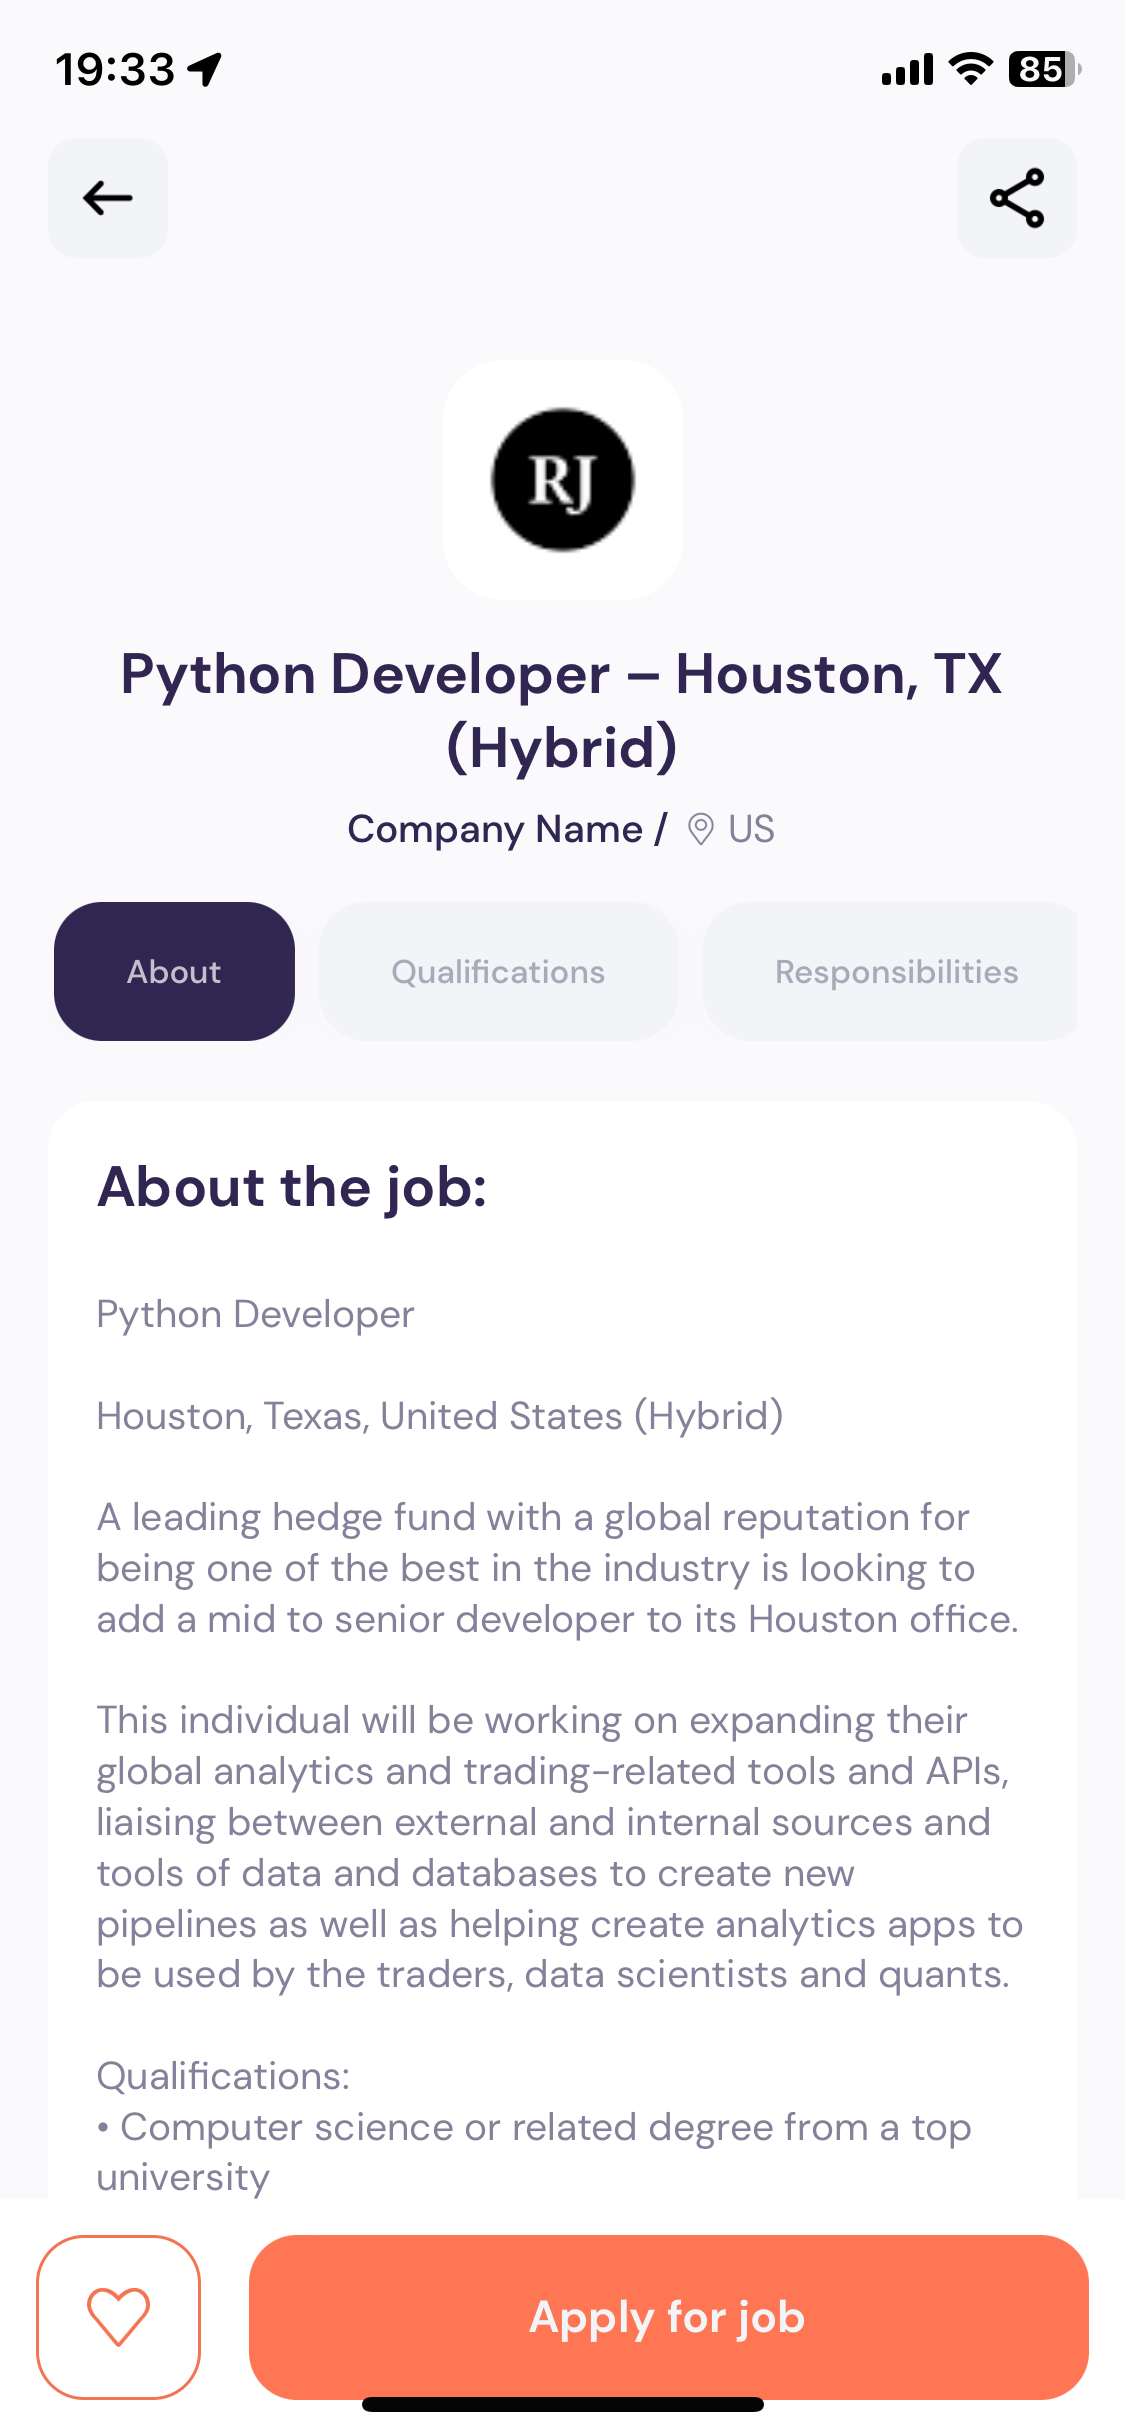 19:33
85
RJ
Python Developer – Houston, TX
(Hybrid)
Company Name / US
About
Qualifications
Responsibilities
About the job:
Python Developer
Houston, Texas, United States (Hybrid)
A leading hedge fund with a global reputation for
being one of the best in the industry is looking to
add a mid to senior developer to its Houston office.
This individual will be working on expanding their
global analytics and trading-related tools and APIs,
liaising between external and internal sources and
tools of data and databases to create new
pipelines as well as helping create analytics apps to
be used by the traders, data scientists and quants.
Qualifications:
• Computer science or related degree from a top
university
Apply for job